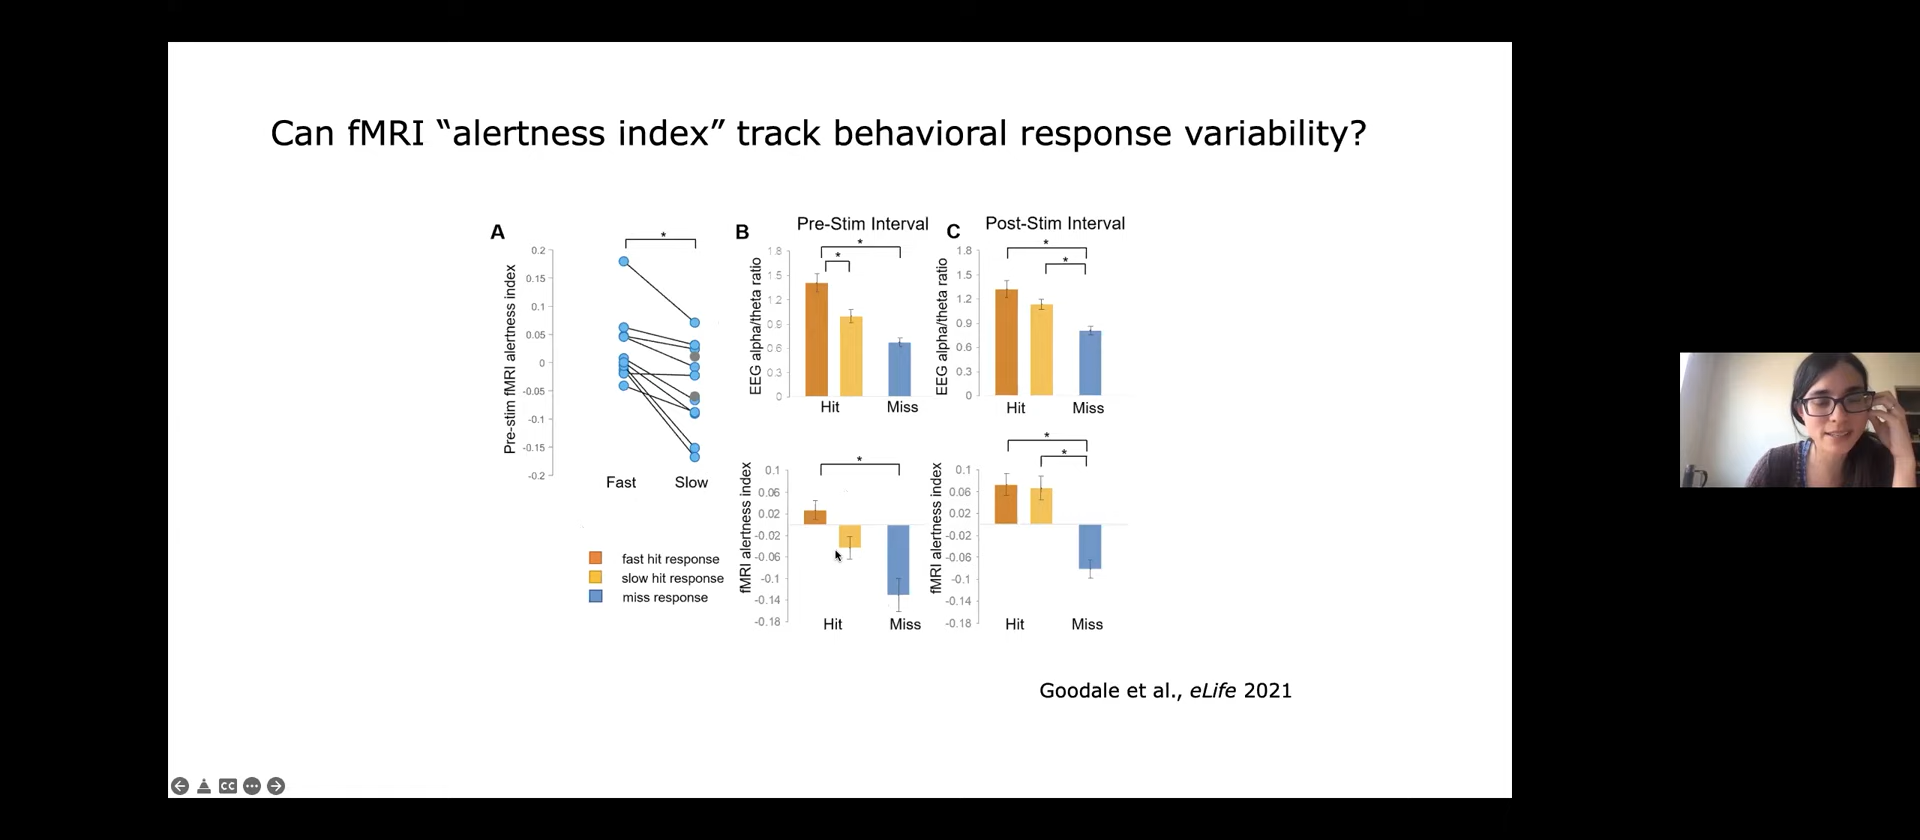 Can fMRI “alertness index” track behavioral response variability?
A
*
0.2
0.15
0.1
0.05
0
-0.05
-0.1
-0.15
-0.2
Pre-stim fMRI alertness index
Fast Slow
fast hit response
slow hit response
miss response
B
Pre-Stim Interval
*
*
1.8
1.5
1.2
0.9
0.6
0.3
0
EEG alpha/theta ratio
Hit Miss
*
0.1
0.06
0.02
-0.02
-0.06
-0.1
-0.14
-0.18
fMRI alertness index
Hit Miss
C
Post-Stim Interval
*
*
1.8
1.5
1.2
0.9
0.6
0.3
0
EEG alpha/theta ratio
Hit Miss
*
*
0.1
0.06
0.02
-0.02
-0.06
-0.1
-0.14
-0.18
fMRI alertness index
Hit Miss
Goodale et al., eLife 2021
CC